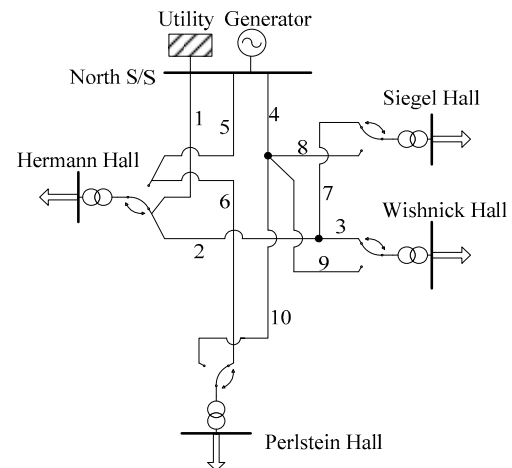 Utility Generator
North S/S
1
5
4
Siegel Hall
8
Hermann Hall
7
6
Wishnick Hall
3
2
9
10
Perlstein Hall